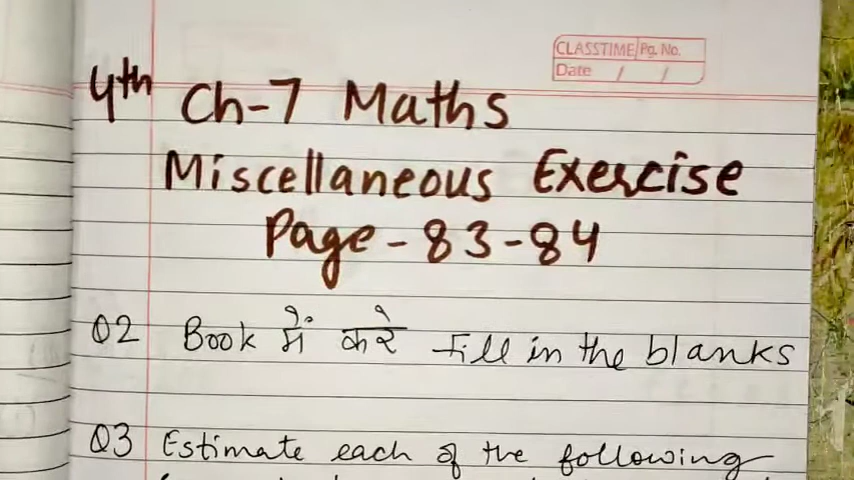 CLASSTIME Pg. No.
Date / /
4th Ch-7 Maths
Miscellaneous Exercise
Page - 83-84
Q2 Book में करे Fill in the blanks
Q3 Estimate each of the following